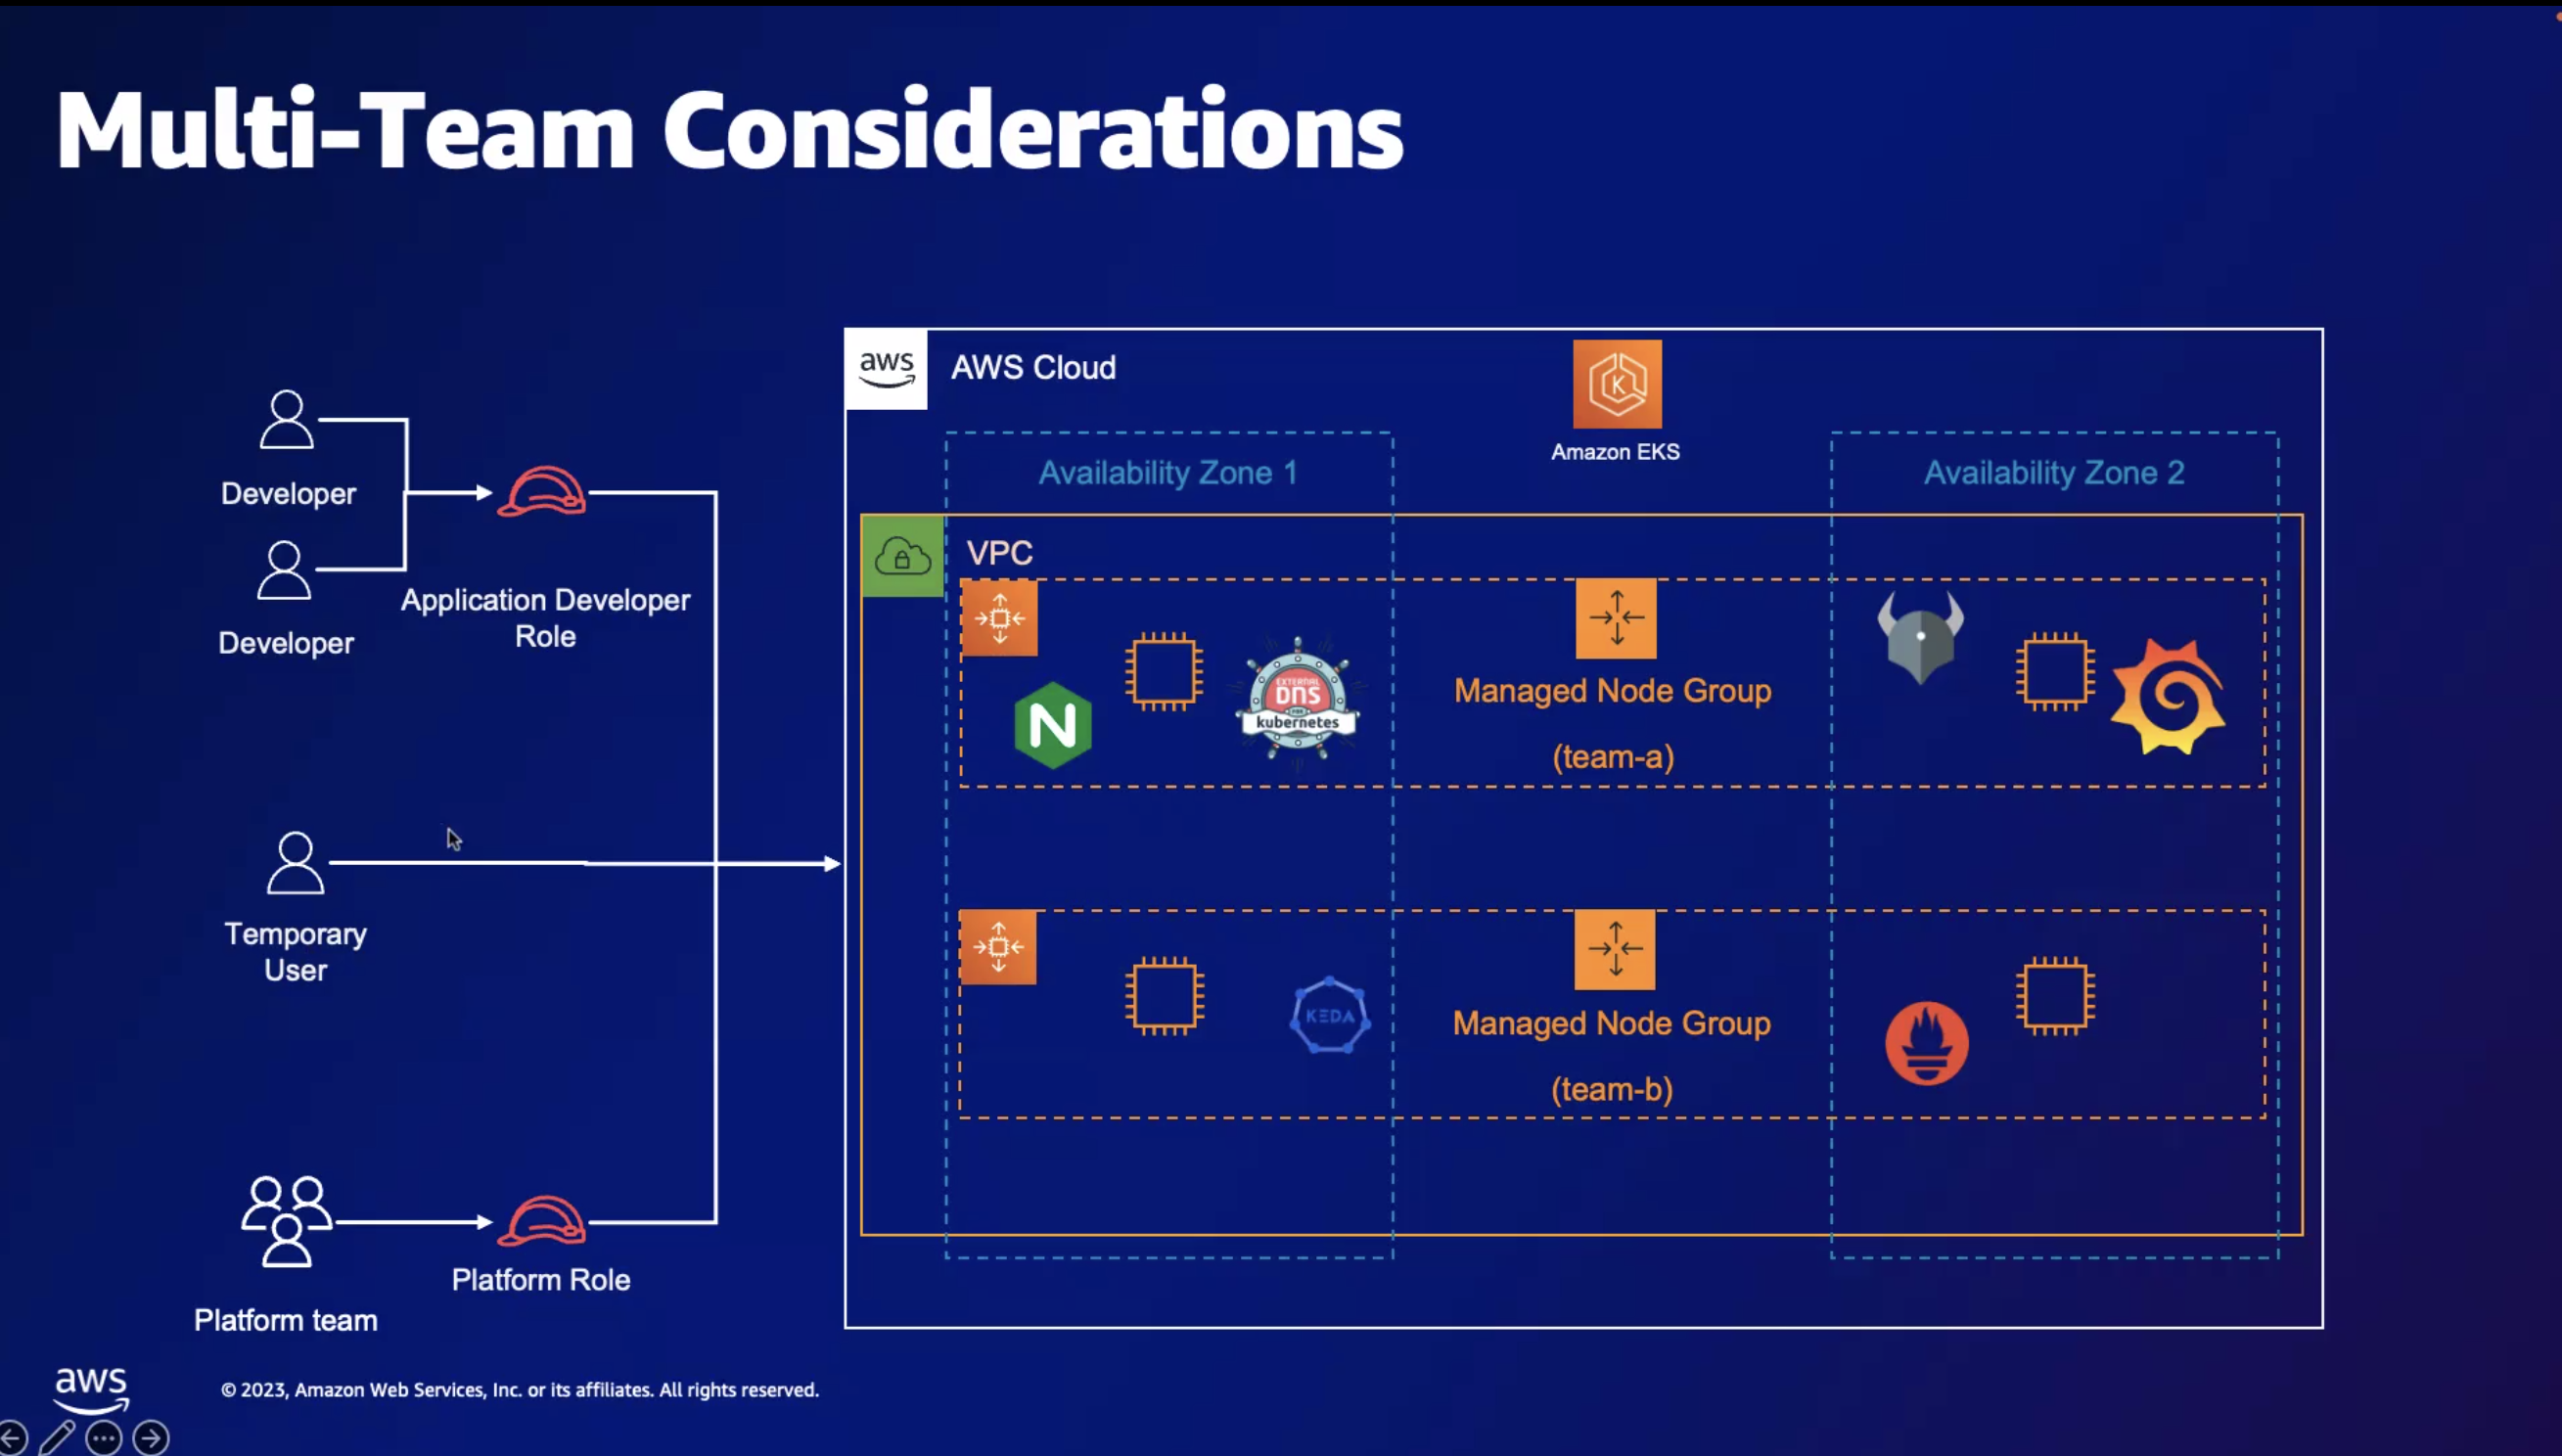 Multi-Team Considerations
aws
AWS Cloud
Amazon EKS
Availability Zone 1
Availability Zone 2
VPC
Developer
Developer
Application Developer
Role
N
EXTERNAL
DNS
FOR
kubernetes
Managed Node Group
(team-a)
Temporary
User
KEDA
Managed Node Group
(team-b)
Platform team
Platform Role
aws
© 2023, Amazon Web Services, Inc. or its affiliates. All rights reserved.
K